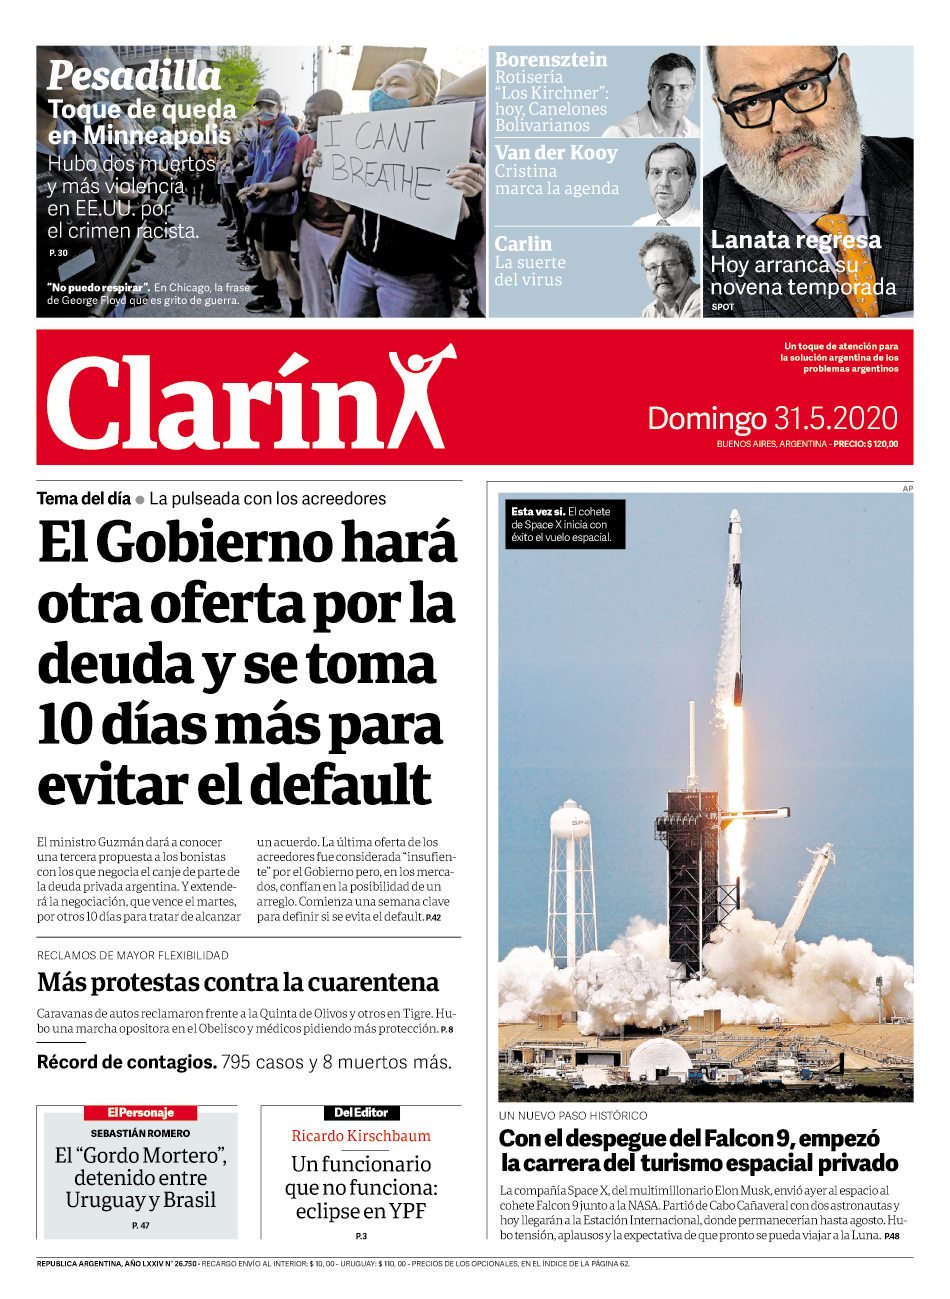 Pesadilla
Toque de queda
en Minneapolis
Hubo dos muertos
y más violencia
en EE.UU. por
el crimen racista.
P. 30
"No puedo respirar". En Chicago, la frase
de George Floyd que es grito de guerra.
I CAN'T
BREATHE
Borensztein
Rotisería
"Los Kirchner":
hoy, Canelones
Bolivarianos
Van der Kooy
Cristina
marca la agenda
Carlin
La suerte
del virus
Lanata regresa
Hoy arranca su
novena temporada
SPOT
Clarín
Un toque de atención para
la solución argentina de los
problemas argentinos
Domingo 31.5.2020
BUENOS AIRES, ARGENTINA - PRECIO: $ 120,00
Tema del día ● La pulseada con los acreedores
El Gobierno hará
otra oferta por la
deuda y se toma
10 días más para
evitar el default
El ministro Guzmán dará a conocer
una tercera propuesta a los bonistas
con los que negocia el canje de parte de
la deuda privada argentina. Y extende-
rá la negociación, que vence el martes,
por otros 10 días para tratar de alcanzar
un acuerdo. La última oferta de los
acreedores fue considerada "insufien-
te" por el Gobierno pero, en los merca-
dos, confían en la posibilidad de un
arreglo. Comienza una semana clave
para definir si se evita el default. P.42
RECLAMOS DE MAYOR FLEXIBILIDAD
Más protestas contra la cuarentena
Caravanas de autos reclamaron frente a la Quinta de Olivos y otros en Tigre. Hu-
bo una marcha opositora en el Obelisco y médicos pidiendo más protección. P. 8
Récord de contagios. 795 casos y 8 muertos más.
El Personaje
SEBASTIÁN ROMERO
El "Gordo Mortero",
detenido entre
Uruguay y Brasil
P. 47
Del Editor
Ricardo Kirschbaum
Un funcionario
que no funciona:
eclipse en YPF
P.3
AP
Esta vez sí. El cohete
de Space X inicia con
éxito el vuelo espacial.
UN NUEVO PASO HISTÓRICO
Con el despegue del Falcon 9, empezó
la carrera del turismo espacial privado
La compañía Space X, del multimillonario Elon Musk, envió ayer al espacio al
cohete Falcon 9 junto a la NASA. Partió de Cabo Cañaveral con dos astronautas y
hoy llegarán a la Estación Internacional, donde permanecerían hasta agosto. Hu-
bo tensión, aplausos y la expectativa de que pronto se pueda viajar a la Luna. P.48
REPUBLICA ARGENTINA, AÑO LXXIV N° 26.750 - RECARGO ENVÍO AL INTERIOR: $ 10, 00 - URUGUAY: $ 110, 00 - PRECIOS DE LOS OPCIONALES, EN EL ÍNDICE DE LA PÁGINA 62.